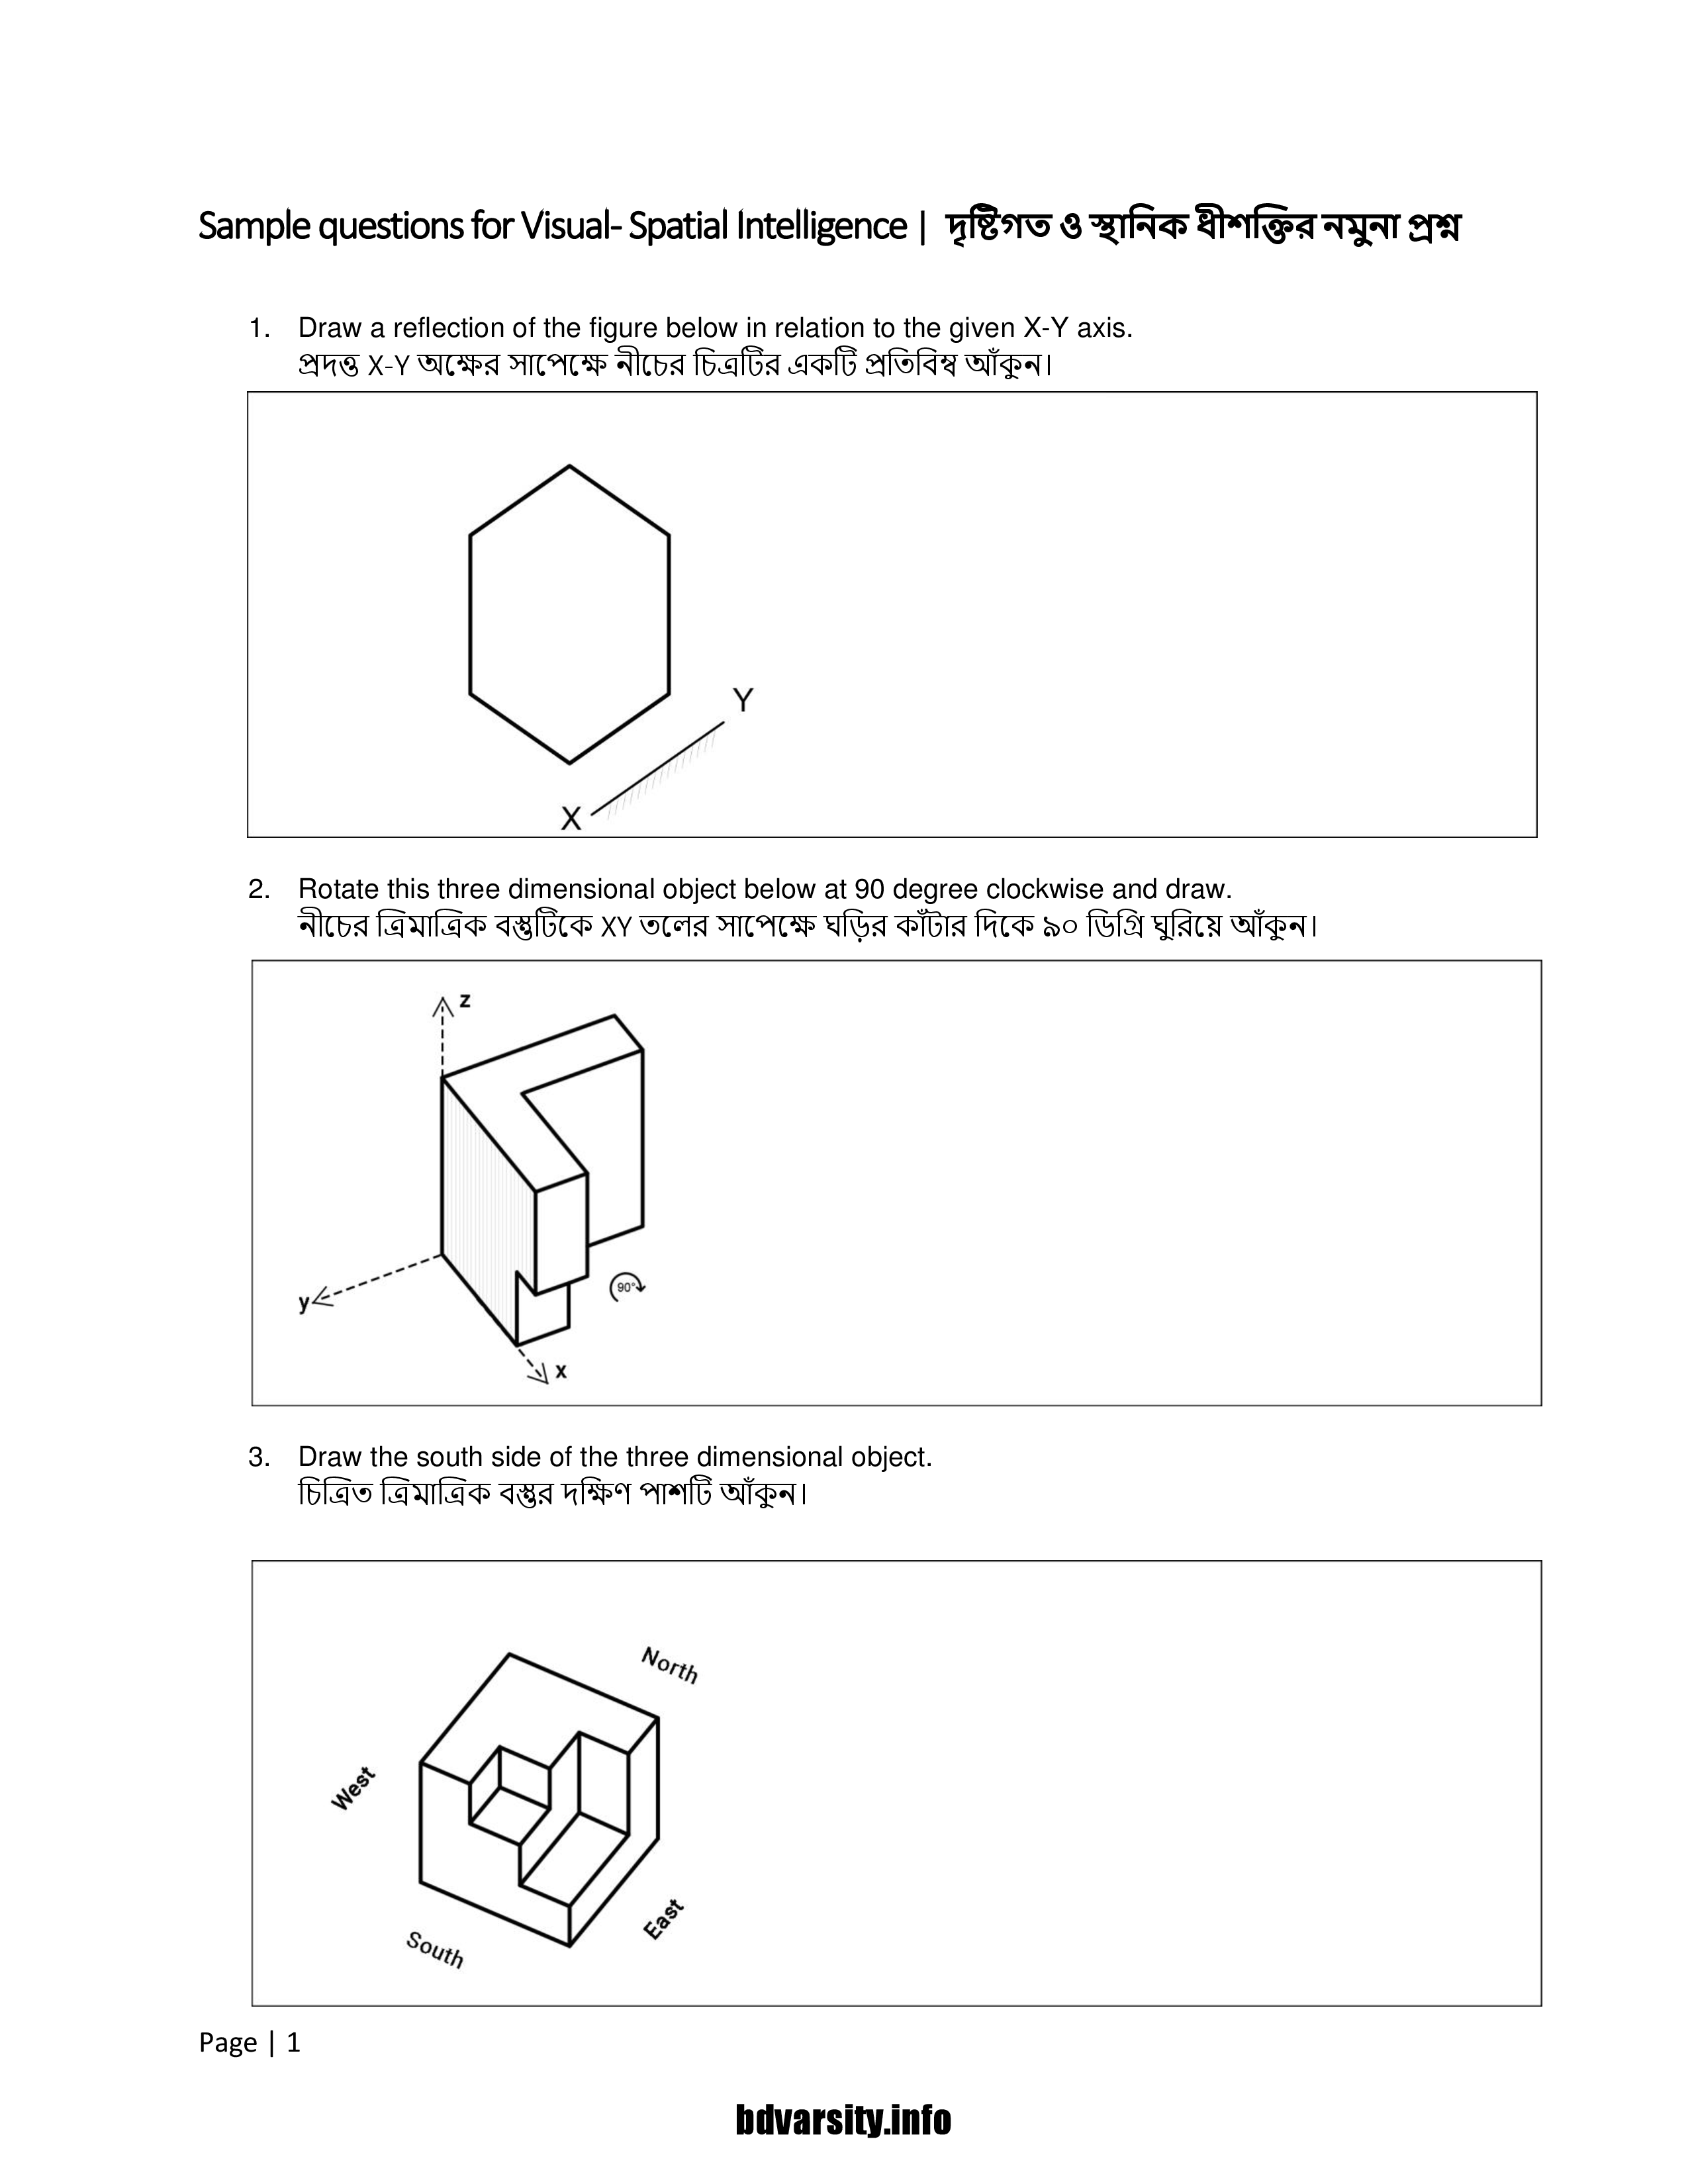 Sample questions for Visual- Spatial Intelligence | দৃষ্টিগত ও স্থানিক ধীশক্তির নমুনা প্রশ্ন
1. Draw a reflection of the figure below in relation to the given X-Y axis.
প্রদত্ত X-Y অক্ষের সাপেক্ষে নীচের চিত্রটির একটি প্রতিবিম্ব আঁকুন।
Y
X
2. Rotate this three dimensional object below at 90 degree clockwise and draw.
নীচের ত্রিমাত্রিক বস্তুটিকে XY তলের সাপেক্ষে ঘড়ির কাঁটার দিকে ৯০ ডিগ্রি ঘুরিয়ে আঁকুন।
z
90°
y
x
3. Draw the south side of the three dimensional object.
চিত্রিত ত্রিমাত্রিক বস্তুর দক্ষিণ পাশটি আঁকুন।
North
West
East
South
Page | 1
bdvarsity.info